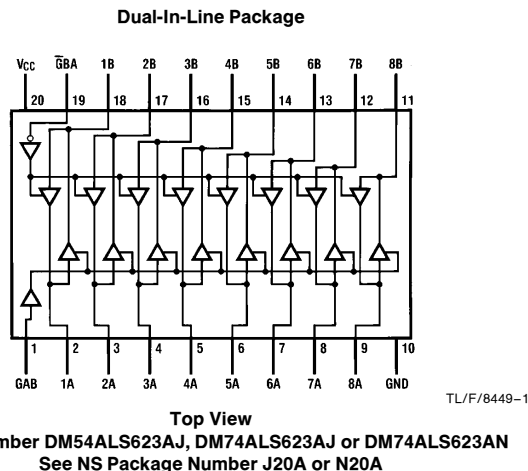 Dual-In-Line Package
VCC G̅BA 1B 2B 3B 4B 5B 6B 7B 8B
20 19 18 17 16 15 14 13 12 11
1 2 3 4 5 6 7 8 9 10
GAB 1A 2A 3A 4A 5A 6A 7A 8A GND
TL/F/8449–1
Top View
mber DM54ALS623AJ, DM74ALS623AJ or DM74ALS623AN
See NS Package Number J20A or N20A